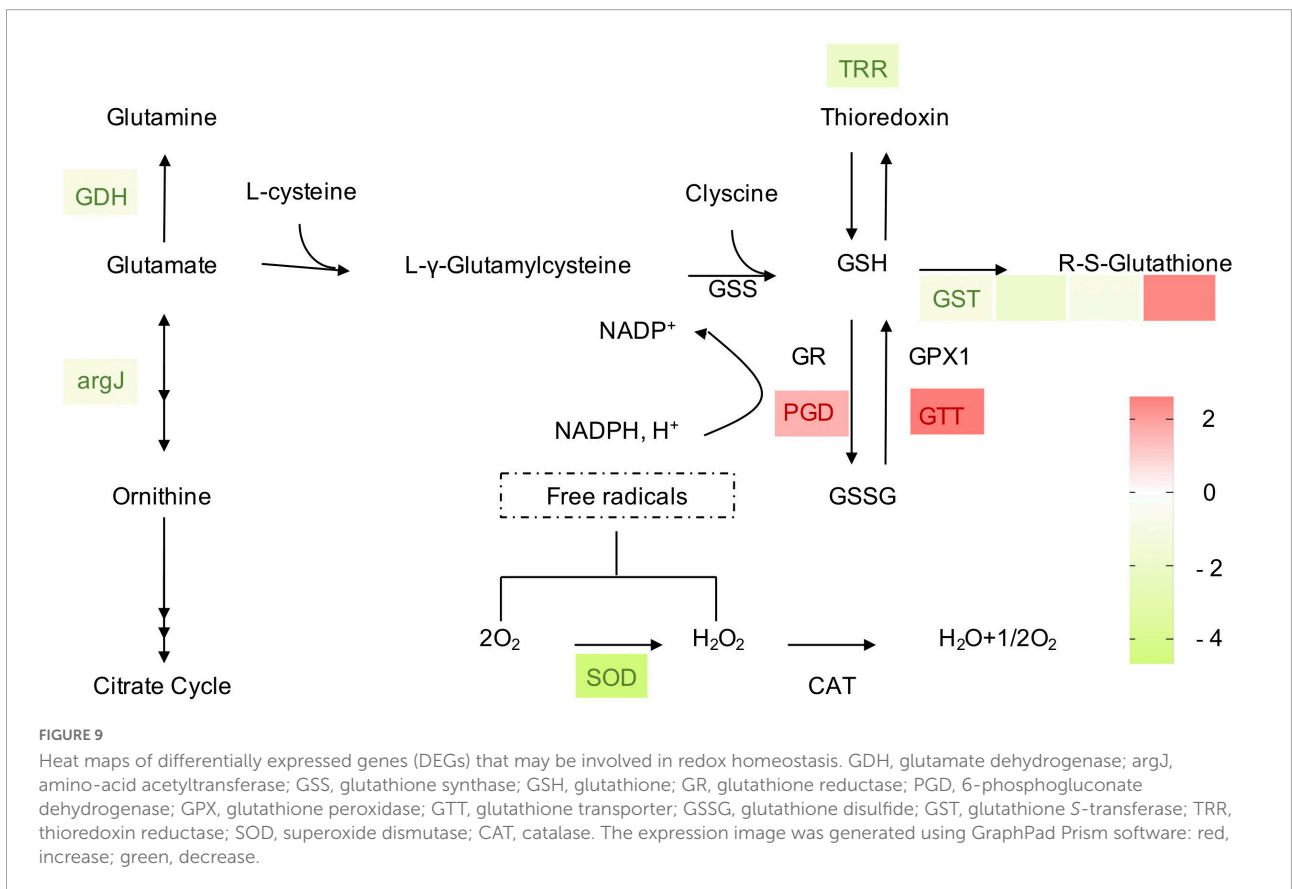 TRR
Glutamine
Thioredoxin
GDH
L-cysteine
Clyscine
Glutamate
L-γ-Glutamylcysteine
GSS
GSH
R-S-Glutathione
GST
NADP⁺
GR
GPX1
argJ
PGD
GTT
NADPH, H⁺
Ornithine
Free radicals
GSSG
2
0
- 2
- 4
2O₂
H₂O₂
H₂O+1/2O₂
SOD
CAT
Citrate Cycle
FIGURE 9
Heat maps of differentially expressed genes (DEGs) that may be involved in redox homeostasis. GDH, glutamate dehydrogenase; argJ,
amino-acid acetyltransferase; GSS, glutathione synthase; GSH, glutathione; GR, glutathione reductase; PGD, 6-phosphogluconate
dehydrogenase; GPX, glutathione peroxidase; GTT, glutathione transporter; GSSG, glutathione disulfide; GST, glutathione S-transferase; TRR,
thioredoxin reductase; SOD, superoxide dismutase; CAT, catalase. The expression image was generated using GraphPad Prism software: red,
increase; green, decrease.